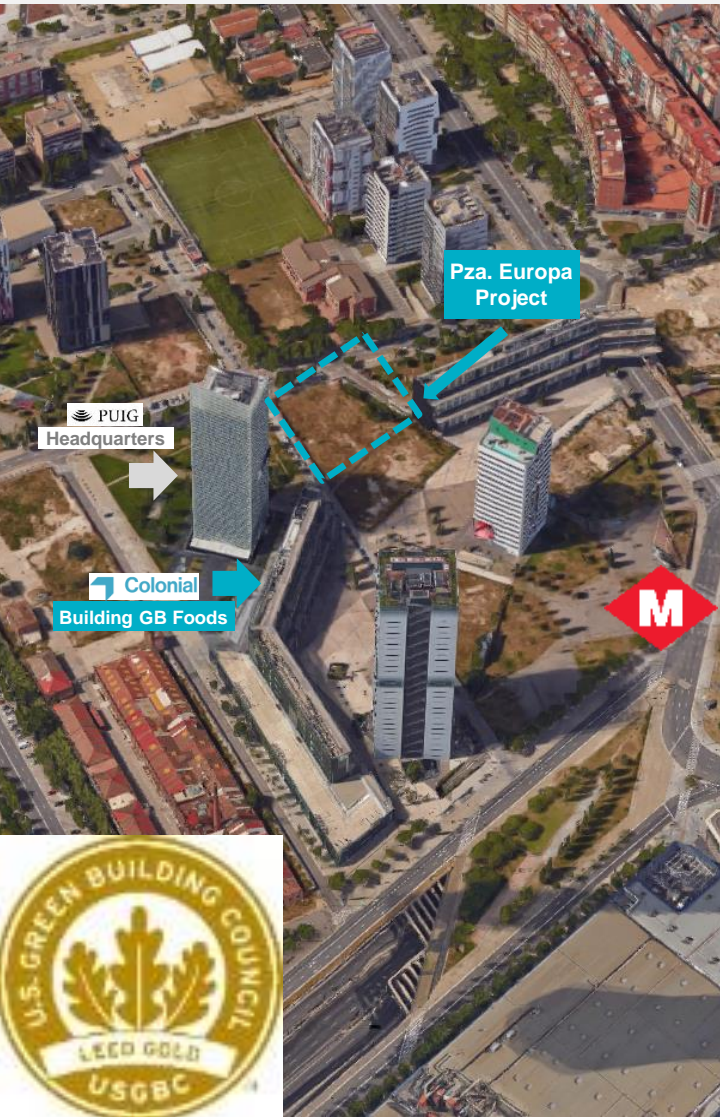 Pza. Europa
Project
PUIG
Headquarters
Colonial
Building GB Foods
M
U.S. GREEN BUILDING COUNCIL
LEED GOLD
USGBC